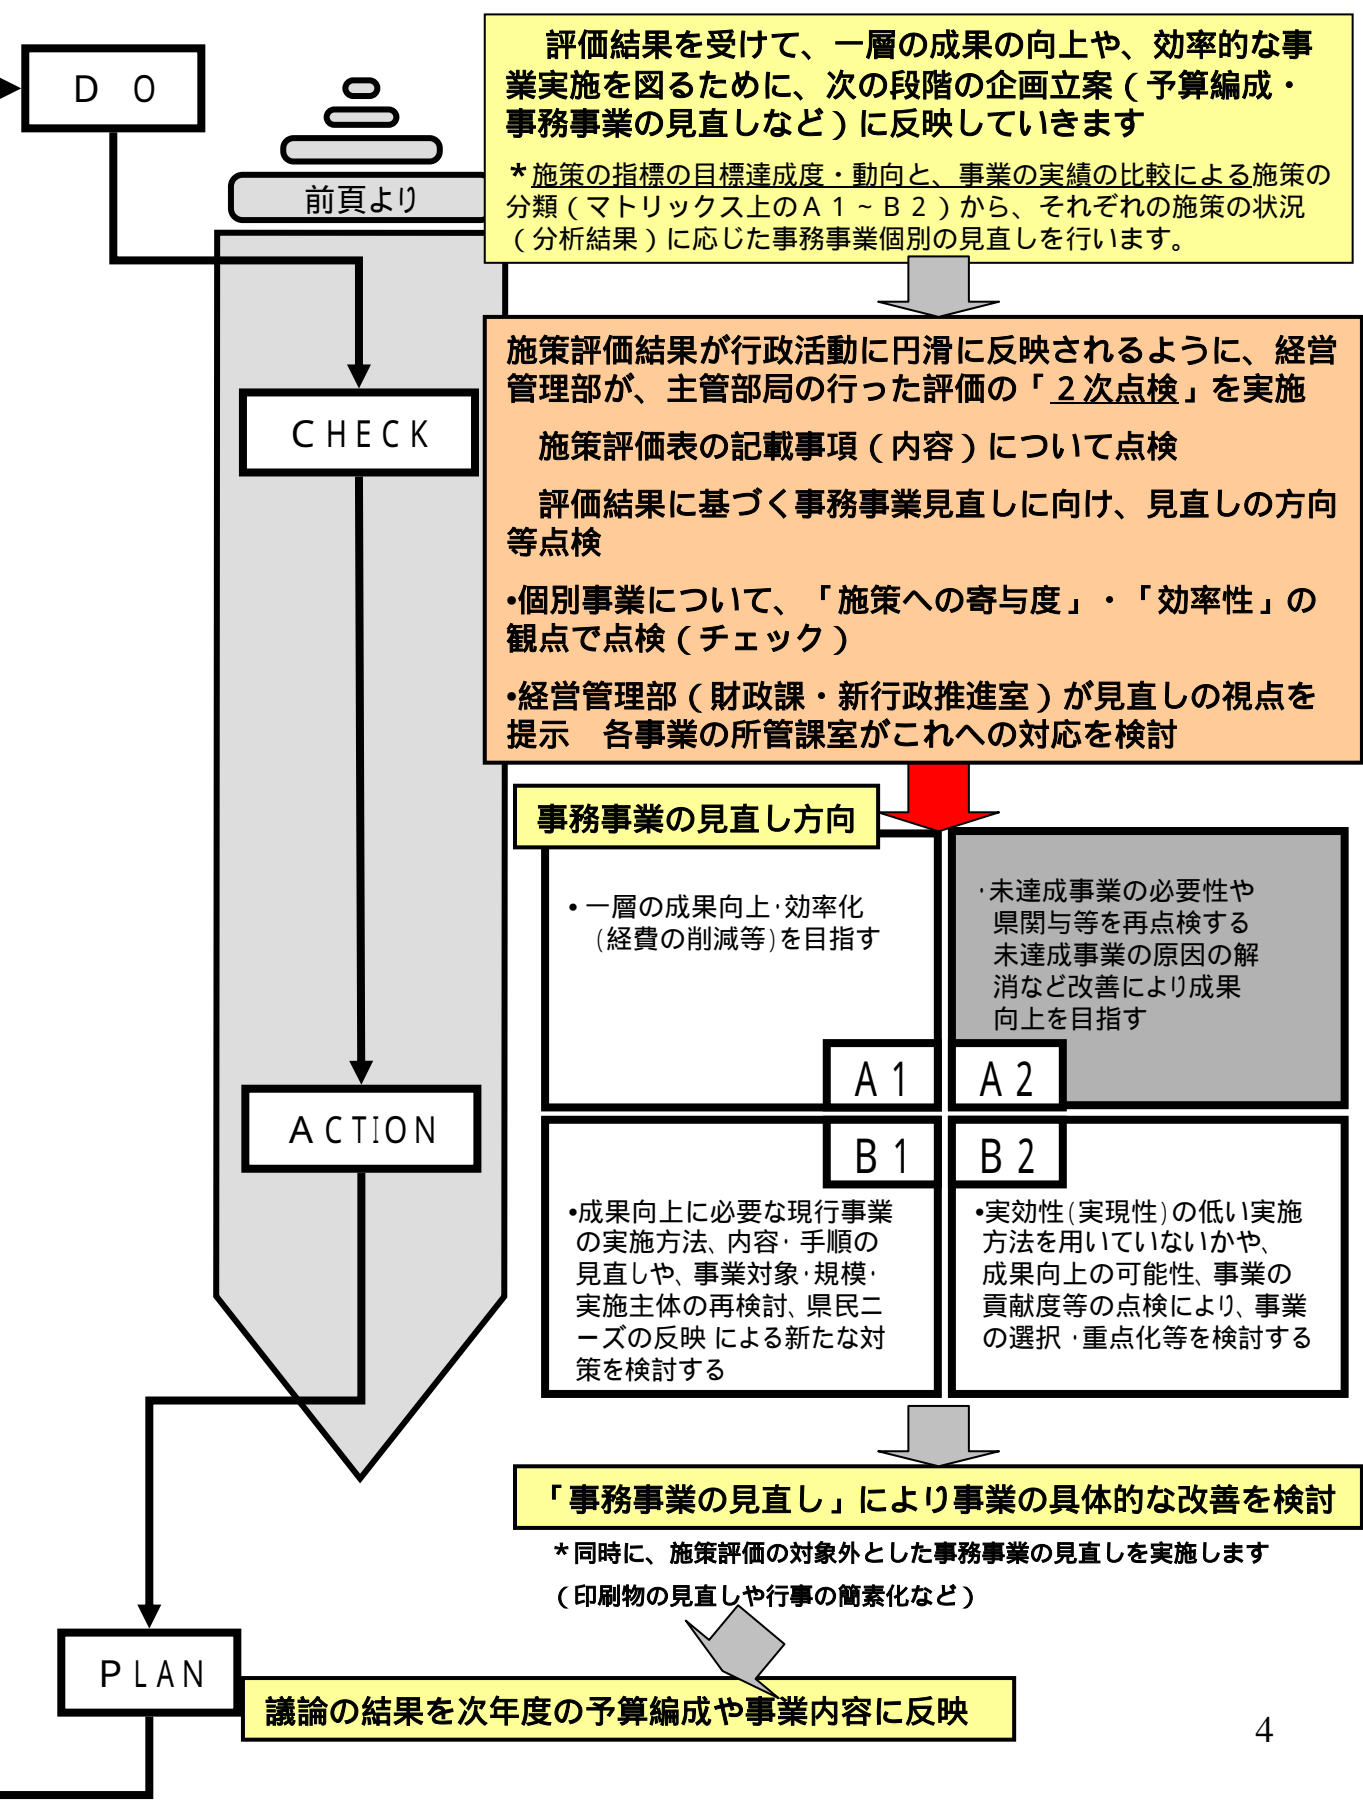 ＤＯ
前頁より
ＣＨＥＣＫ
ＡＣＴＩＯＮ
ＰＬＡＮ
評価結果を受けて、一層の成果の向上や、効率的な事
業実施を図るために、次の段階の企画立案（予算編成・
事務事業の見直しなど）に反映していきます
＊施策の指標の目標達成度・動向と、事業の実績の比較による施策の
分類（マトリックス上のＡ１～Ｂ２）から、それぞれの施策の状況
（分析結果）に応じた事務事業個別の見直しを行います。
施策評価結果が行政活動に円滑に反映されるように、経営
管理部が、主管部局の行った評価の「２次点検」を実施
施策評価表の記載事項（内容）について点検
評価結果に基づく事務事業見直しに向け、見直しの方向
等点検
•個別事業について、「施策への寄与度」・「効率性」の
観点で点検（チェック）
•経営管理部（財政課・新行政推進室）が見直しの視点を
提示　各事業の所管課室がこれへの対応を検討
事務事業の見直し方向
• 一層の成果向上・効率化
(経費の削減等)を目指す
Ａ１
・未達成事業の必要性や
県関与等を再点検する
未達成事業の原因の解
消など改善により成果
向上を目指す
Ａ２
Ｂ１
•成果向上に必要な現行事業
の実施方法、内容・手順の
見直しや、事業対象・規模・
実施主体の再検討、県民ニ
ーズの反映 による新たな対
策を検討する
Ｂ２
•実効性(実現性)の低い実施
方法を用いていないかや、
成果向上の可能性、事業の
貢献度等の点検により、事業
の選択・重点化等を検討する
「事務事業の見直し」により事業の具体的な改善を検討
＊同時に、施策評価の対象外とした事務事業の見直しを実施します
（印刷物の見直しや行事の簡素化など）
議論の結果を次年度の予算編成や事業内容に反映
4